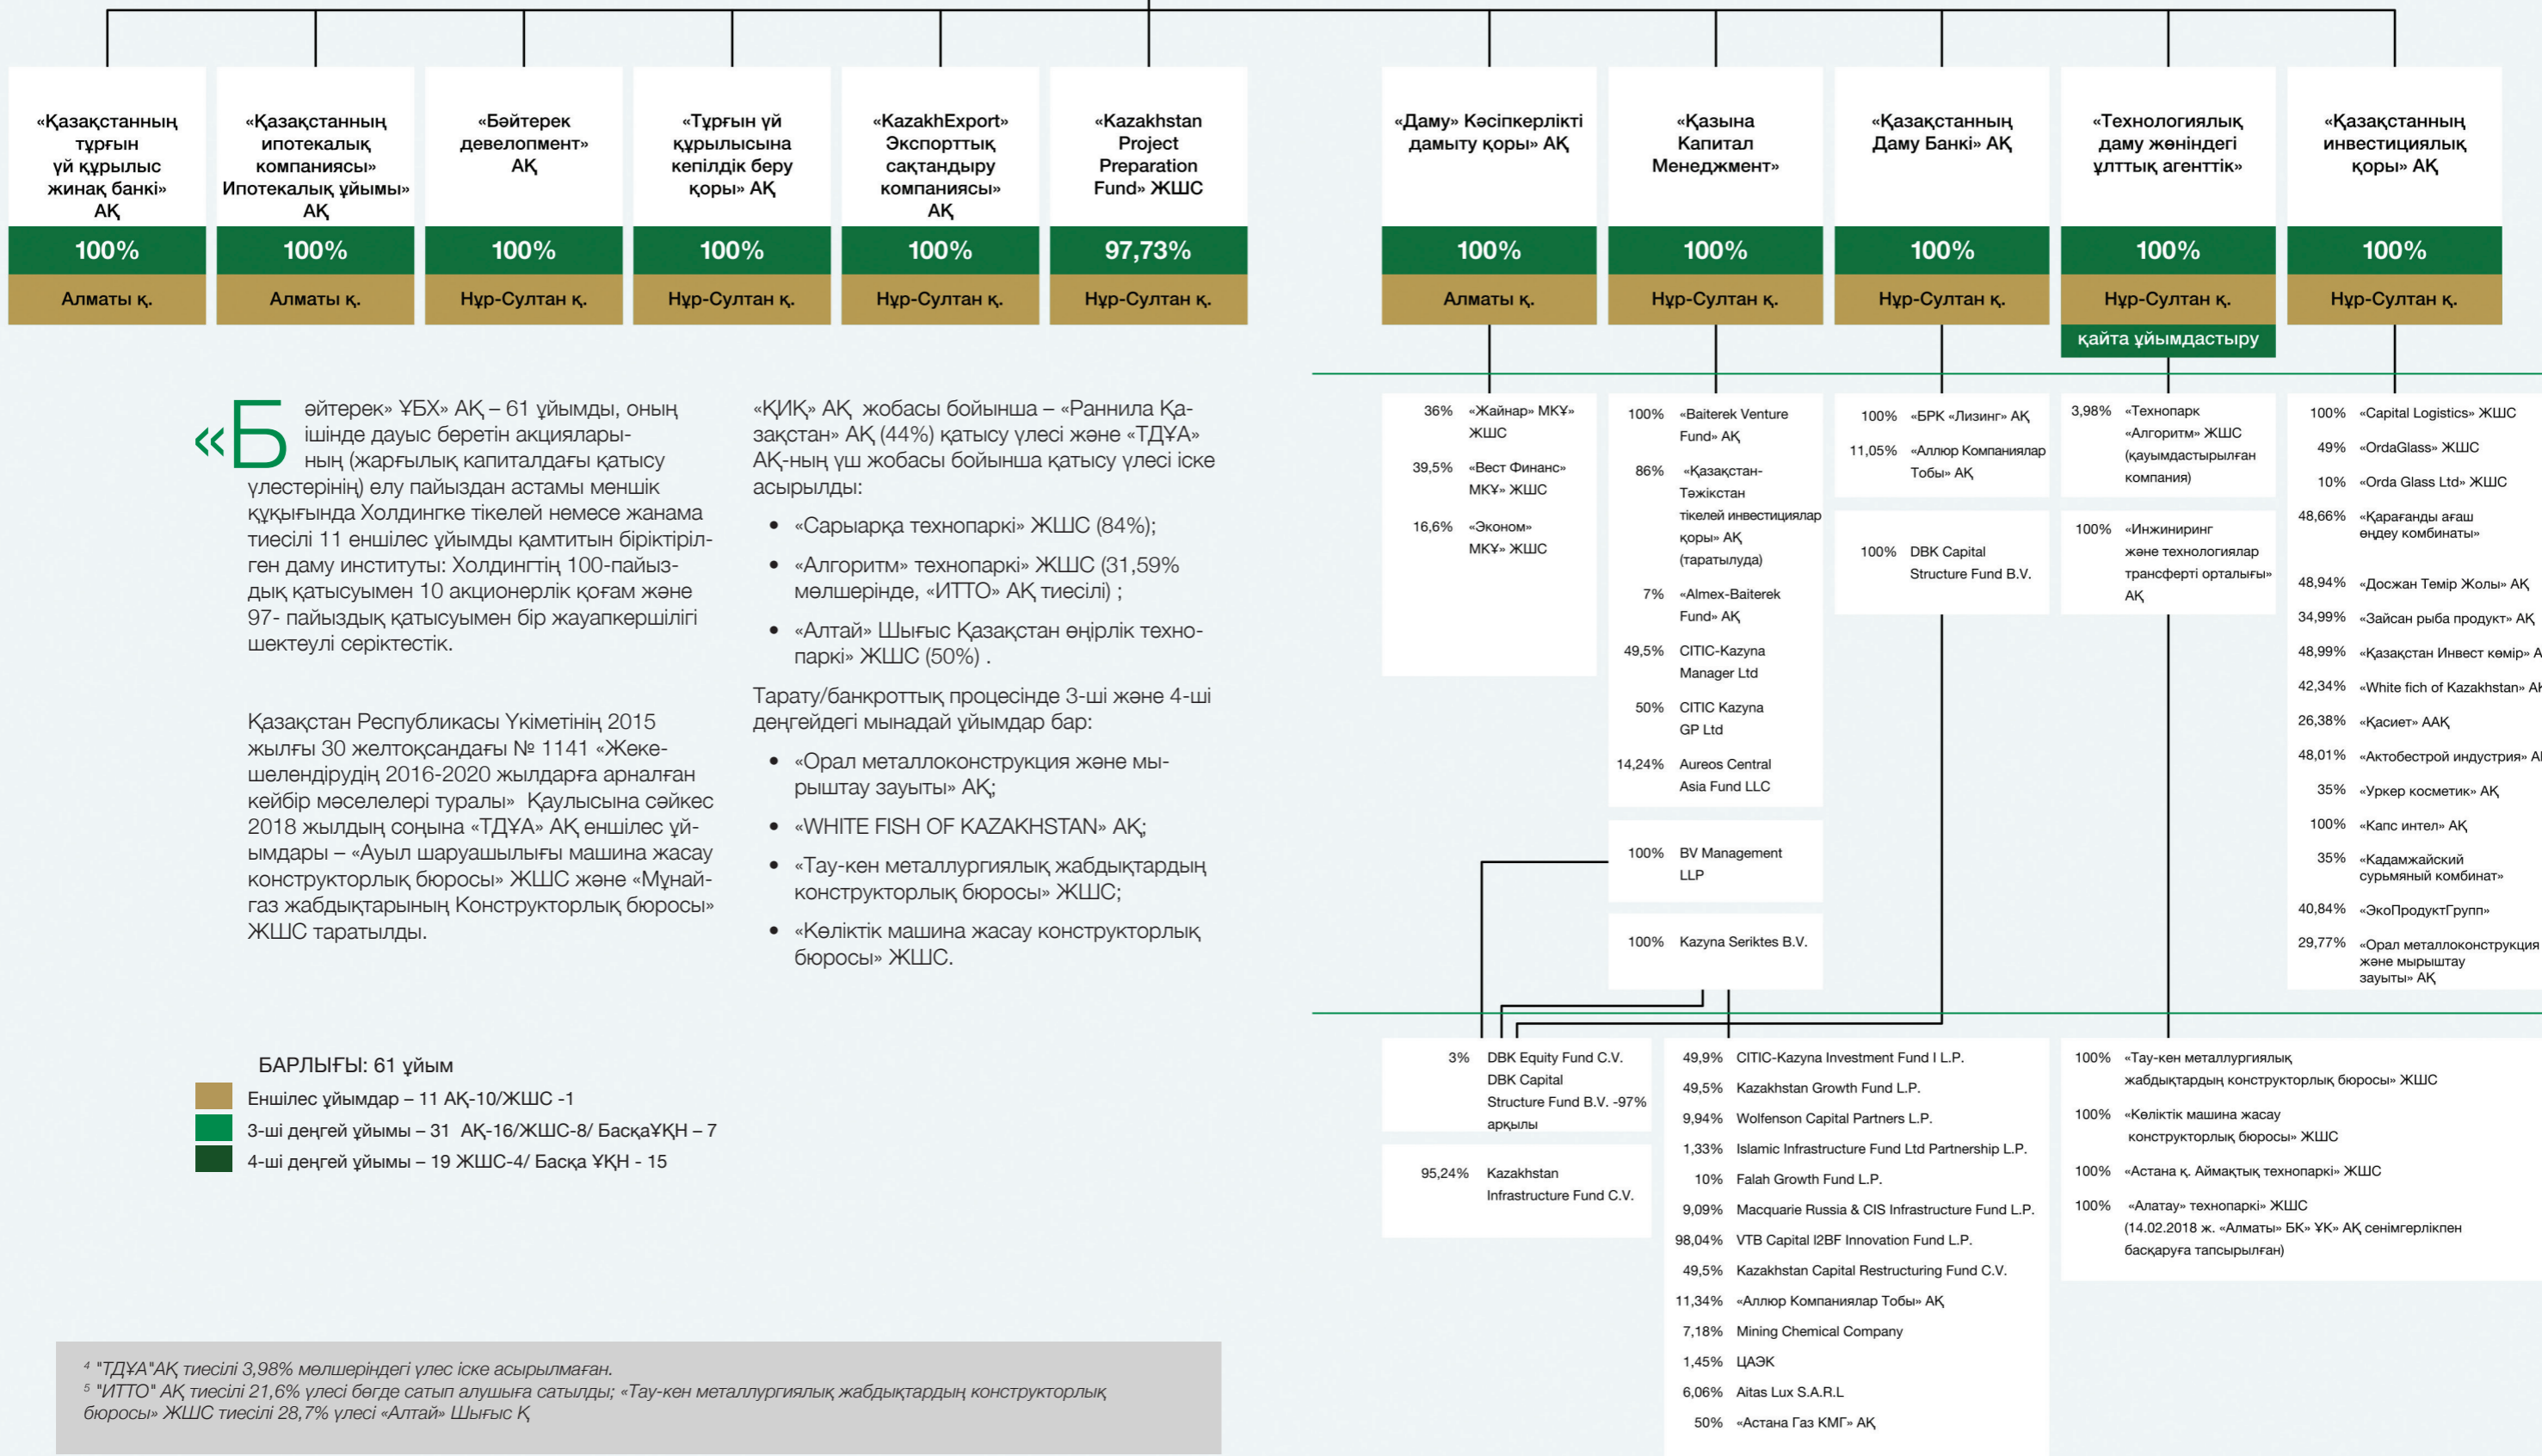 «Қазақстанның
тұрғын
үй құрылыс
жинақ банкі»
АҚ
100%
Алматы қ.
«Қазақстанның
ипотекалық
компаниясы»
Ипотекалық ұйымы»
АҚ
100%
Алматы қ.
«Бәйтерек
девелопмент»
АҚ
100%
Нұр-Султан қ.
«Тұрғын үй
құрылысына
кепілдік беру
қоры» АҚ
100%
Нұр-Султан қ.
«KazakhExport»
Экспорттық
сақтандыру
компаниясы»
АҚ
100%
Нұр-Султан қ.
«Kazakhstan
Project
Preparation
Fund» ЖШС
97,73%
Нұр-Султан қ.
«Даму» Кәсіпкерлікті
дамыту қоры» АҚ
100%
Алматы қ.
«Қазына
Капитал
Менеджмент»
100%
Нұр-Султан қ.
«Қазақстанның
Даму Банкі» АҚ
100%
Нұр-Султан қ.
«Технологиялық
даму жөніндегі
ұлттық агенттік»
100%
Нұр-Султан қ.
қайта ұйымдастыру
«Қазақстанның
инвестициялық
қоры» АҚ
100%
Нұр-Султан қ.
«Бәйтерек» ҰБХ» АҚ – 61 ұйымды, оның
ішінде дауыс беретін акциялары-
ның (жарғылық капиталдағы қатысу
үлестерінің) елу пайыздан астамы меншік
құқығында Холдингке тікелей немесе жанама
тиесілі 11 еншілес ұйымды қамтитын біріктіріл-
ген даму институты: Холдингтің 100-пайыз-
дық қатысуымен 10 акционерлік қоғам және
97- пайыздық қатысуымен бір жауапкершілігі
шектеулі серіктестік.
Қазақстан Республикасы Үкіметінің 2015
жылғы 30 желтоқсандағы № 1141 «Жеке-
шелендірудің 2016-2020 жылдарға арналған
кейбір мәселелері туралы» Қаулысына сәйкес
2018 жылдың соңына «ТДҰА» АҚ еншілес ұй-
ымдары – «Ауыл шаруашылығы машина жасау
конструкторлық бюросы» ЖШС және «Мұнай-
газ жабдықтарының Конструкторлық бюросы»
ЖШС таратылды.
«ҚИҚ» АҚ жобасы бойынша – «Раннила Қа-
зақстан» АҚ (44%) қатысу үлесі және «ТДҰА»
АҚ-ның үш жобасы бойынша қатысу үлесі іске
асырылды:
• «Сарыарқа технопаркі» ЖШС (84%);
• «Алгоритм» технопаркі» ЖШС (31,59%
мөлшерінде, «ИТТО» АҚ тиесілі) ;
• «Алтай» Шығыс Қазақстан өңірлік техно-
паркі» ЖШС (50%) .
Тарату/банкроттық процесінде 3-ші және 4-ші
деңгейдегі мынадай ұйымдар бар:
• «Орал металлоконструкция және мы-
рыштау зауыты» АҚ;
• «WHITE FISH OF KAZAKHSTAN» АҚ;
• «Тау-кен металлургиялық жабдықтардың
конструкторлық бюросы» ЖШС;
• «Көліктік машина жасау конструкторлық
бюросы» ЖШС.
БАРЛЫҒЫ: 61 ұйым
Еншілес ұйымдар – 11 АҚ-10/ЖШС -1
3-ші деңгей ұйымы – 31 АҚ-16/ЖШС-8/ БасқаҰҚН – 7
4-ші деңгей ұйымы – 19 ЖШС-4/ Басқа ҰҚН - 15
⁴ "ТДҰА"АҚ тиесілі 3,98% мөлшеріндегі үлес іске асырылмаған.
⁵ "ИТТО" АҚ тиесілі 21,6% үлесі бөгде сатып алушыға сатылды; «Тау-кен металлургиялық жабдықтардың конструкторлық
бюросы» ЖШС тиесілі 28,7% үлесі «Алтай» Шығыс Қ
36% «Жайнар» МКҰ»
ЖШС
39,5% «Вест Финанс»
МКҰ» ЖШС
16,6% «Эконом»
МКҰ» ЖШС
100% «Baiterek Venture
Fund» АҚ
86% «Қазақстан-
Тәжікстан
тікелей инвестициялар
қоры» АҚ
(таратылуда)
7% «Almex-Baiterek
Fund» АҚ
49,5% CITIC-Kazyna
Manager Ltd
50% CITIC Kazyna
GP Ltd
14,24% Aureos Central
Asia Fund LLC
100% BV Management
LLP
100% Kazyna Seriktes B.V.
100% «БРК «Лизинг» АҚ
11,05% «Аллюр Компаниялар
Тобы» АҚ
100% DBK Capital
Structure Fund B.V.
3,98% «Технопарк
«Алгоритм» ЖШС
(қауымдастырылған
компания)
100% «Инжиниринг
және технологиялар
трансферті орталығы»
АҚ
100% «Capital Logistics» ЖШС
49% «OrdaGlass» ЖШС
10% «Orda Glass Ltd» ЖШС
48,66% «Қарағанды ағаш
өңдеу комбинаты»
48,94% «Досжан Темір Жолы» АҚ
34,99% «Зайсан рыба продукт» АҚ
48,99% «Қазақстан Инвест көмір» А
42,34% «White fich of Kazakhstan» АҚ
26,38% «Қасиет» ААҚ
48,01% «Актобестрой индустрия» АҚ
35% «Уркер косметик» АҚ
100% «Капс интел» АҚ
35% «Кадамжайский
сурьмяный комбинат»
40,84% «ЭкоПродуктГрупп»
29,77% «Орал металлоконструкция
және мырыштау
зауыты» АҚ
3% DBK Equity Fund C.V.
DBK Capital
Structure Fund B.V. -97%
арқылы
95,24% Kazakhstan
Infrastructure Fund C.V.
49,9% CITIC-Kazyna Investment Fund I L.P.
49,5% Kazakhstan Growth Fund L.P.
9,94% Wolfenson Capital Partners L.P.
1,33% Islamic Infrastructure Fund Ltd Partnership L.P.
10% Falah Growth Fund L.P.
9,09% Macquarie Russia & CIS Infrastructure Fund L.P.
98,04% VTB Capital I2BF Innovation Fund L.P.
49,5% Kazakhstan Capital Restructuring Fund C.V.
11,34% «Аллюр Компаниялар Тобы» АҚ
7,18% Mining Chemical Company
1,45% ЦАЭК
6,06% Aitas Lux S.A.R.L
50% «Астана Газ КМГ» АҚ
100% «Тау-кен металлургиялық
жабдықтардың конструкторлық бюросы» ЖШС
100% «Көліктік машина жасау
конструкторлық бюросы» ЖШС
100% «Астана қ. Аймақтық технопаркі» ЖШС
100% «Алатау» технопаркі» ЖШС
(14.02.2018 ж. «Алматы» БК» ҰК» АҚ сенімгерлікпен
басқаруға тапсырылған)